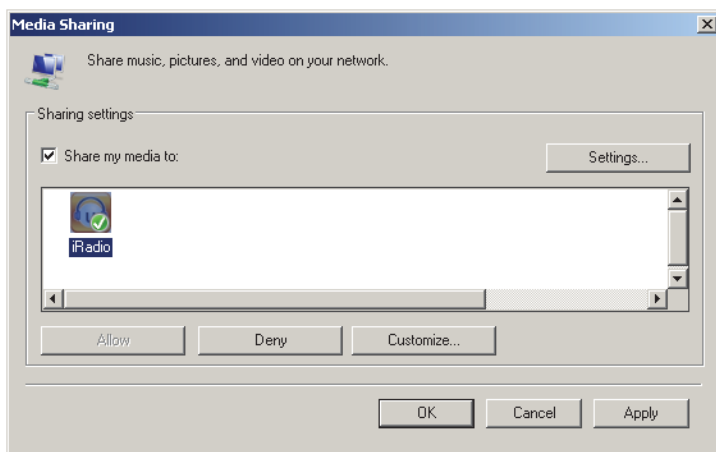 Media Sharing
Share music, pictures, and video on your network.
Sharing settings
Share my media to:
Settings...
iRadio
Allow
Deny
Customize...
OK
Cancel
Apply